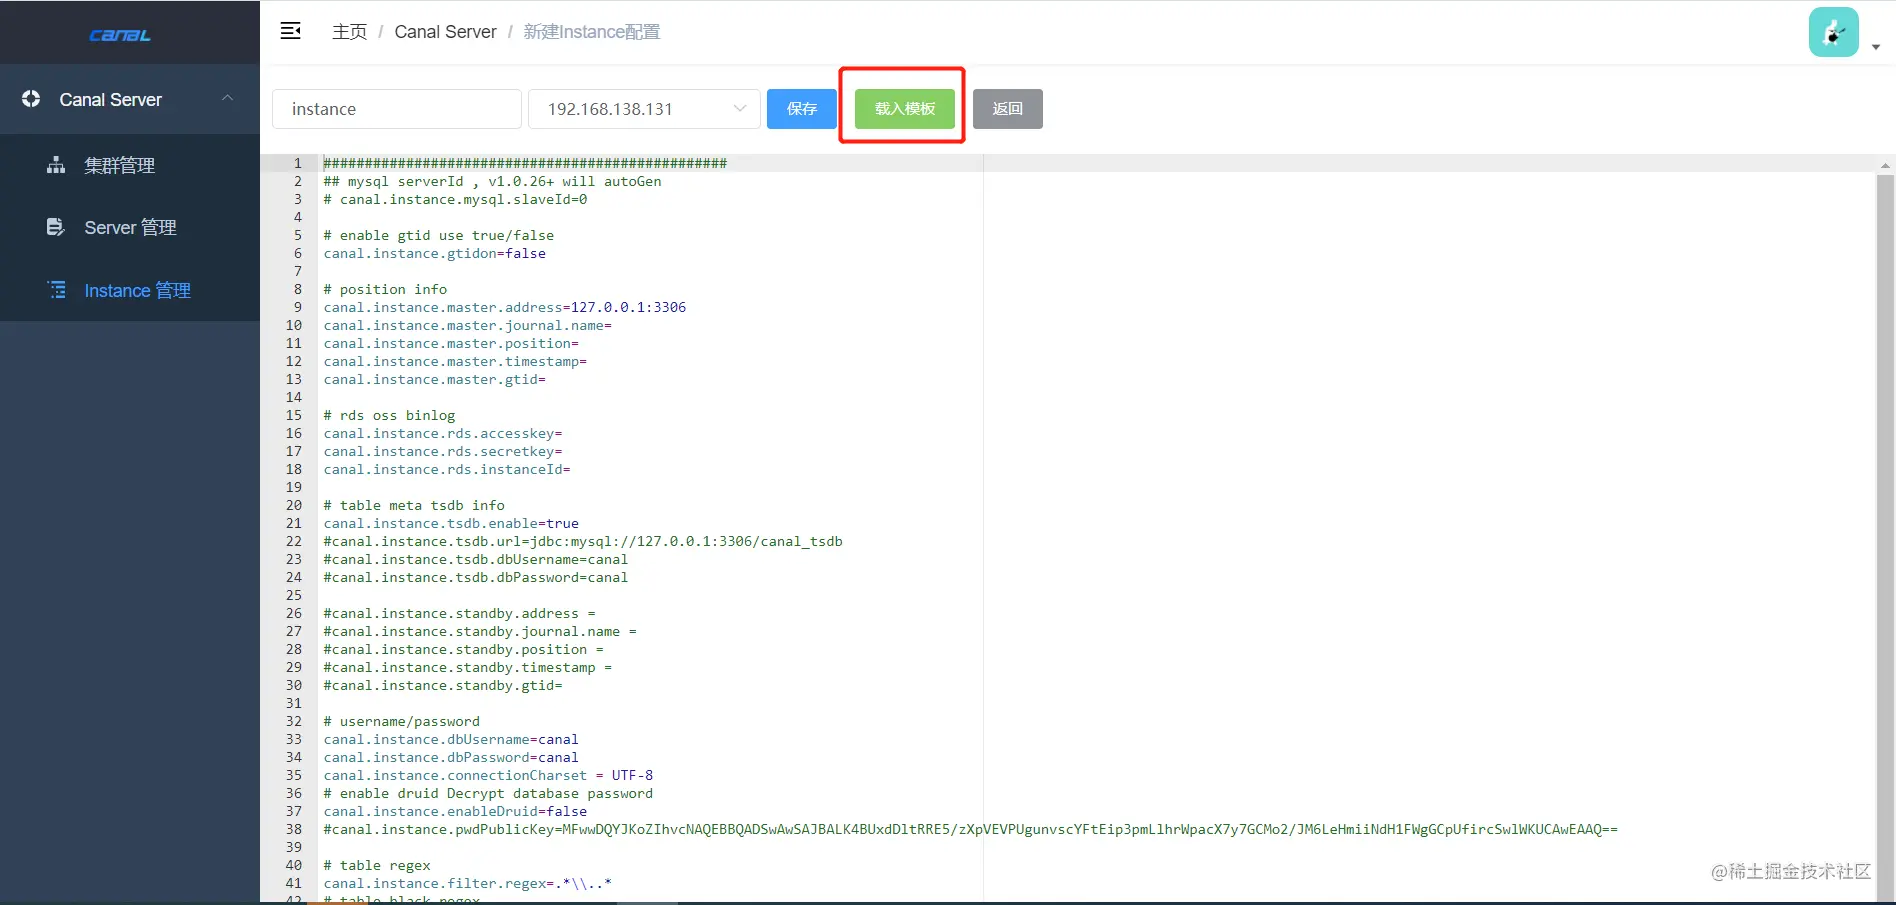 CANAL
主页 / Canal Server / 新建Instance配置
Canal Server
集群管理
Server 管理
Instance 管理
instance
192.168.138.131
保存
载入模板
返回
1 #################################################
2 ## mysql serverId , v1.0.26+ will autoGen
3 # canal.instance.mysql.slaveId=0
4
5 # enable gtid use true/false
6 canal.instance.gtidon=false
7
8 # position info
9 canal.instance.master.address=127.0.0.1:3306
10 canal.instance.master.journal.name=
11 canal.instance.master.position=
12 canal.instance.master.timestamp=
13 canal.instance.master.gtid=
14
15 # rds oss binlog
16 canal.instance.rds.accesskey=
17 canal.instance.rds.secretkey=
18 canal.instance.rds.instanceId=
19
20 # table meta tsdb info
21 canal.instance.tsdb.enable=true
22 #canal.instance.tsdb.url=jdbc:mysql://127.0.0.1:3306/canal_tsdb
23 #canal.instance.tsdb.dbUsername=canal
24 #canal.instance.tsdb.dbPassword=canal
25
26 #canal.instance.standby.address =
27 #canal.instance.standby.journal.name =
28 #canal.instance.standby.position =
29 #canal.instance.standby.timestamp =
30 #canal.instance.standby.gtid=
31
32 # username/password
33 canal.instance.dbUsername=canal
34 canal.instance.dbPassword=canal
35 canal.instance.connectionCharset = UTF-8
36 # enable druid Decrypt database password
37 canal.instance.enableDruid=false
38 #canal.instance.pwdPublicKey=MFwwDQYJKoZIhvcNAQEBBQADSwAwSAJBALK4BUxdDltRRE5/zXpVEVPUgunvscYFtEip3pmLlhrWpacX7y7GCMo2/JM6LeHmiiNdH1FWgGCpUfircSwlWKUCAwEAAQ==
39
40 # table regex
41 canal.instance.filter.regex=.*\\..*
42 # table black regex
@稀土掘金技术社区